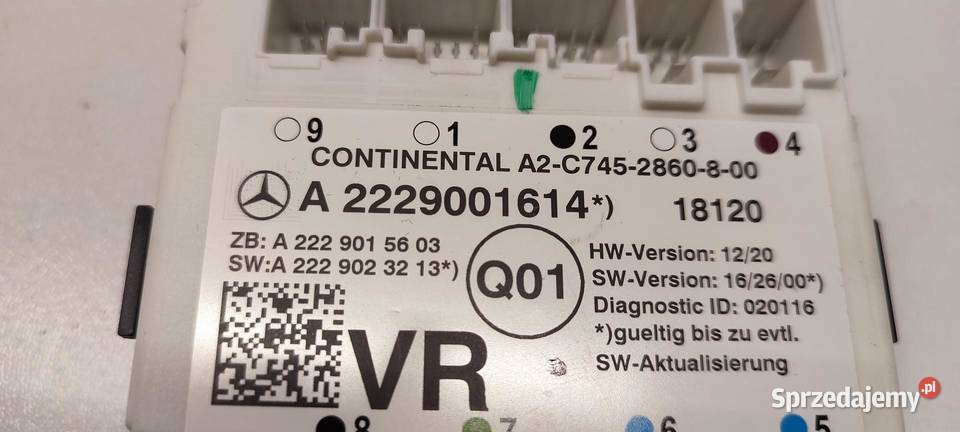 9 1 2 3 4
CONTINENTAL A2-C745-2860-8-00
A 2229001614*) 18120
ZB: A 222 901 56 03
SW:A 222 902 32 13*)
Q01
HW-Version: 12/20
SW-Version: 16/26/00*)
Diagnostic ID: 020116
*)gueltig bis zu evtl.
SW-Aktualisierung
VR
8 7 6 5
Sprzedajemy.pl